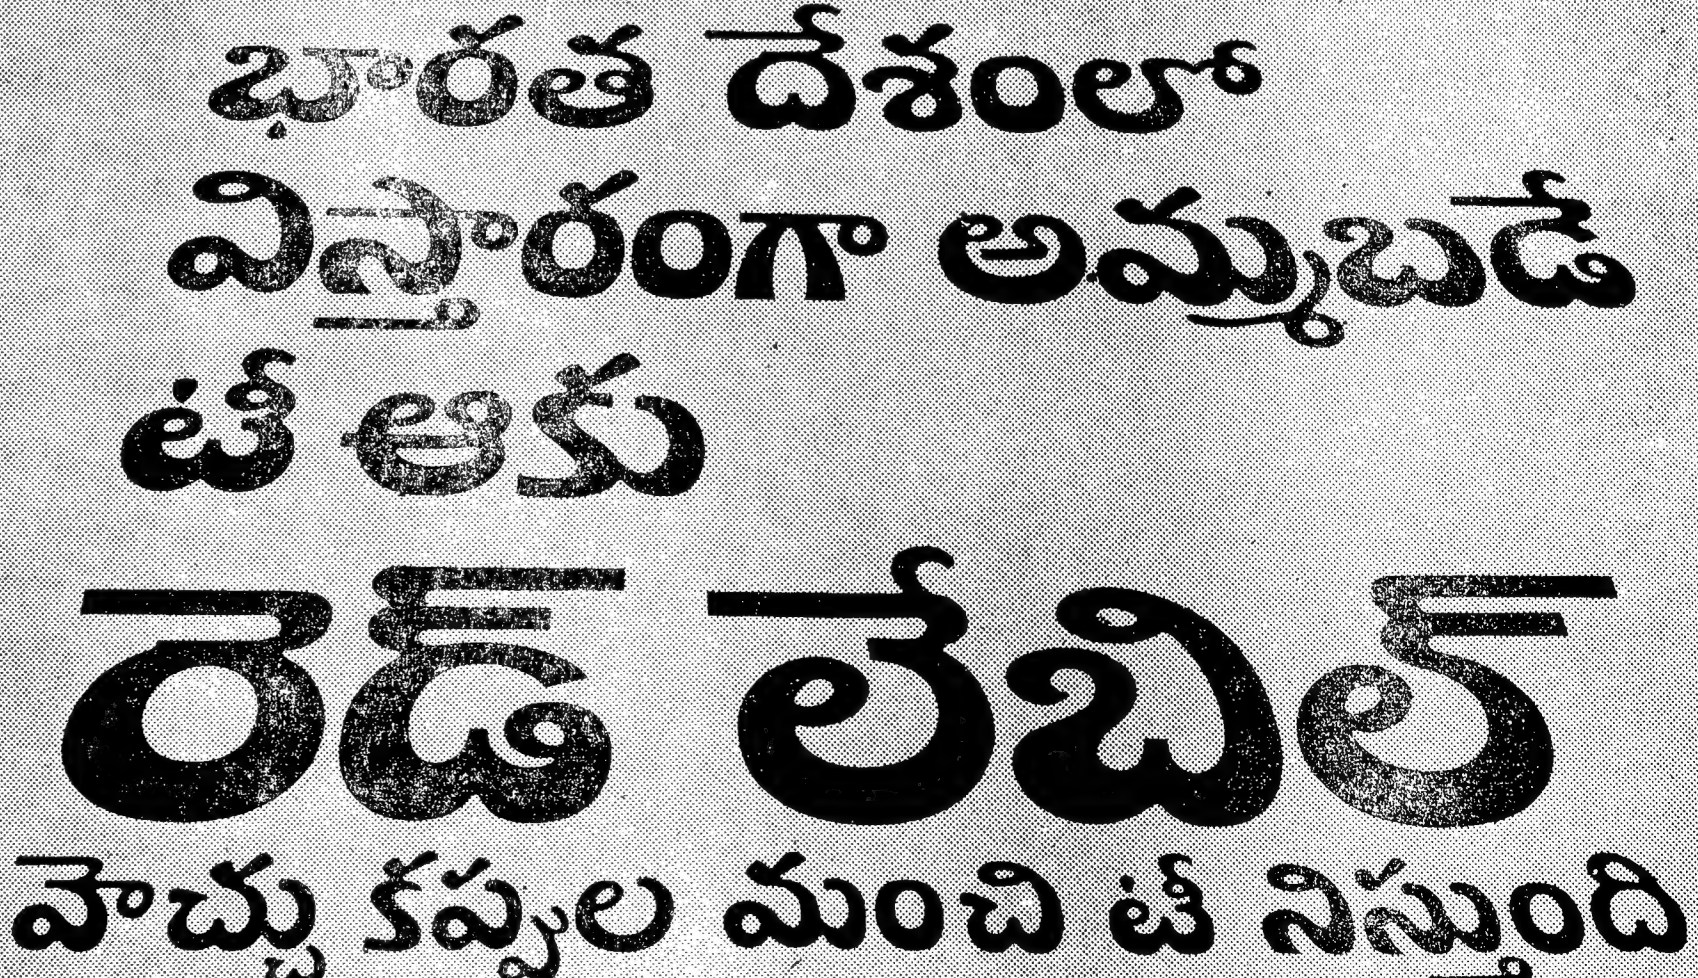 భారత దేశంలో
విస్తారంగా అమ్మబడే
టీ ఆకు
రెడ్ లేబిల్
హెచ్చు కప్పుల మంచి టీ నిస్తుంది